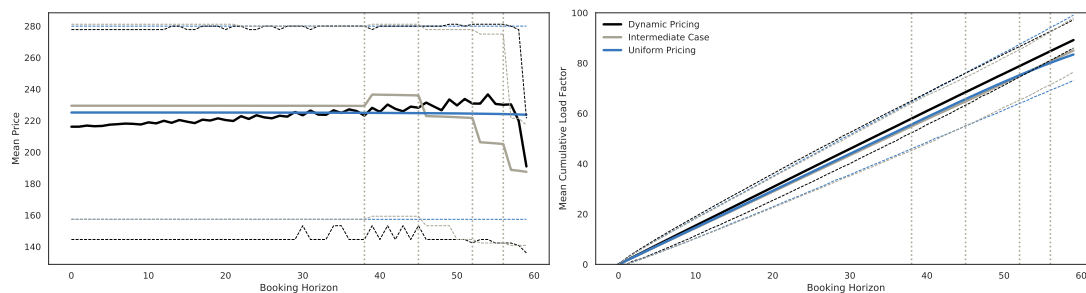 280
260
240
220
200
180
160
140
Mean Price
0 10 20 30 40 50 60
Booking Horizon
100
80
60
40
20
0
Mean Cumulative Load Factor
Dynamic Pricing
Intermediate Case
Uniform Pricing
0 10 20 30 40 50 60
Booking Horizon